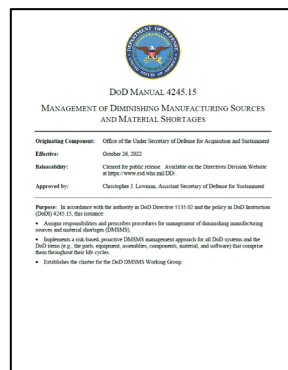 DEPARTMENT OF DEFENSE
UNITED STATES OF AMERICA
DOD MANUAL 4245.15
MANAGEMENT OF DIMINISHING MANUFACTURING SOURCES
AND MATERIAL SHORTAGES
Originating Component: Office of the Under Secretary of Defense for Acquisition and Sustainment
Effective: October 26, 2022
Releasability: Cleared for public release. Available on the Directives Division Website
at https://www.esd.whs.mil/DD/.
Approved by: Christopher J. Lowman, Assistant Secretary of Defense for Sustainment
Purpose: In accordance with the authority in DoD Directive 5135.02 and the policy in DoD Instruction
(DoDI) 4245.15, this issuance:
• Assigns responsibilities and prescribes procedures for management of diminishing manufacturing
sources and material shortages (DMSMS).
• Implements a risk-based, proactive DMSMS management approach for all DoD systems and the
DoD items (e.g., the parts, equipment, assemblies, components, material, and software) that comprise
them throughout their life cycles.
• Establishes the charter for the DoD DMSMS Working Group.